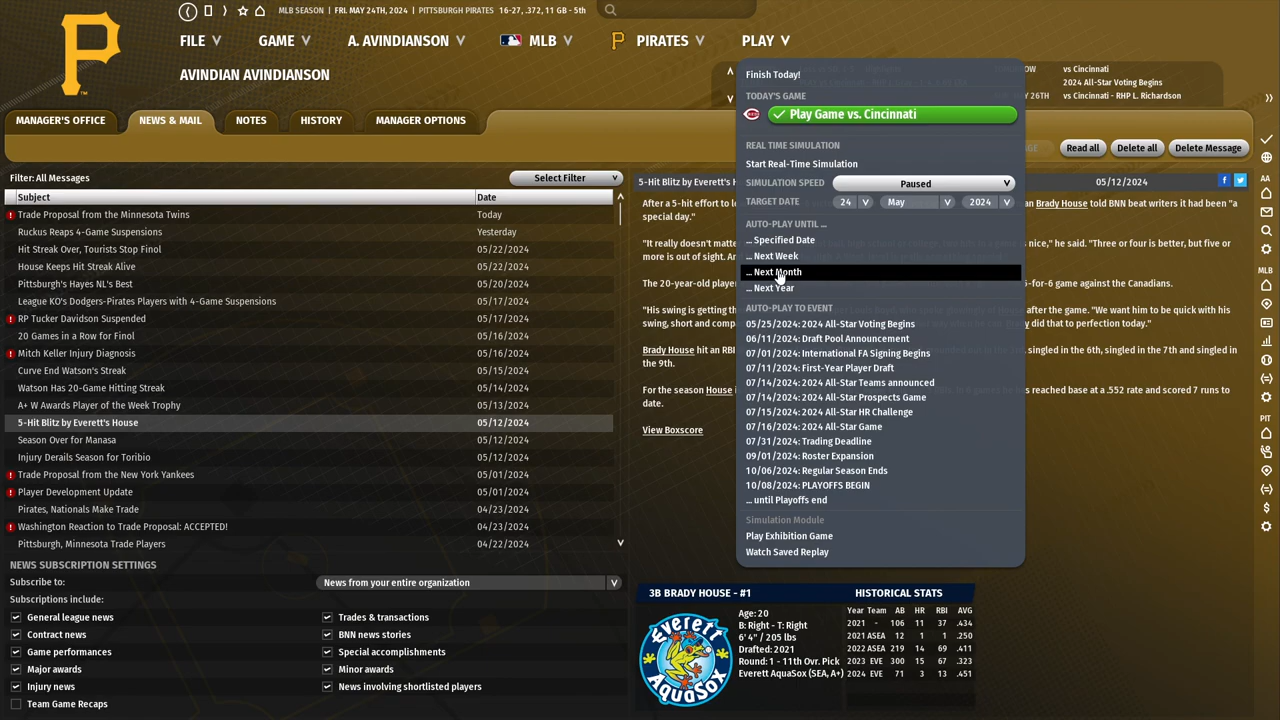 MLB SEASON | FRI. MAY 24TH, 2024 | PITTSBURGH PIRATES 16-27, .372, 11 GB - 5th
P
FILE
GAME
A. AVINDIANSON
MLB
P PIRATES
PLAY
AVINDIAN AVINDIANSON
vs Cincinnati
2024 All-Star Voting Begins
vs Cincinnati - RHP L. Richardson
MANAGER'S OFFICE
NEWS & MAIL
NOTES
HISTORY
MANAGER OPTIONS
Read all
Delete all
Delete Message
Filter: All Messages
Select Filter
Subject Date
Trade Proposal from the Minnesota Twins Today
Ruckus Reaps 4-Game Suspensions Yesterday
Hit Streak Over, Tourists Stop Finol 05/22/2024
House Keeps Hit Streak Alive 05/22/2024
Pittsburgh's Hayes NL's Best 05/22/2024
League KO's Dodgers-Pirates Players with 4-Game Suspensions 05/17/2024
RP Tucker Davidson Suspended 05/17/2024
20 Games in a Row for Finol 05/16/2024
Mitch Keller Injury Diagnosis 05/16/2024
Curve End Watson's Streak 05/15/2024
Watson Has 20-Game Hitting Streak 05/14/2024
A+ W Awards Player of the Week Trophy 05/13/2024
5-Hit Blitz by Everett's House 05/12/2024
Season Over for Manasa 05/12/2024
Injury Derails Season for Toribio 05/12/2024
Trade Proposal from the New York Yankees 05/01/2024
Player Development Update 05/01/2024
Pirates, Nationals Make Trade 04/23/2024
Washington Reaction to Trade Proposal: ACCEPTED! 04/23/2024
Pittsburgh, Minnesota Trade Players 04/22/2024
NEWS SUBSCRIPTION SETTINGS
Subscribe to: News from your entire organization
Subscriptions include:
General league news Trades & transactions
Contract news BNN news stories
Game performances Special accomplishments
Major awards Minor awards
Injury news News involving shortlisted players
Team Game Recaps
5-Hit Blitz by Everett's H 05/12/2024
After a 5-hit effort to l Brady House told BNN beat writers it had been "a
special day."
"It really doesn't matte nice," he said. "Three or four is better, but five or
more is out of sight. An
The 20-year-old player 5-for-6 game against the Canadians.
"His swing is getting th after the game. "We want him to be quick with his
swing, short and comp did that to perfection today."
Brady House hit an RBI singled in the 6th, singled in the 7th and singled in
the 9th.
For the season House i has reached base at a .552 rate and scored 7 runs to
date.
View Boxscore
Finish Today!
TODAY'S GAME
Play Game vs. Cincinnati
REAL TIME SIMULATION
Start Real-Time Simulation
SIMULATION SPEED Paused
TARGET DATE 24 May 2024
AUTO-PLAY UNTIL ...
... Specified Date
... Next Week
... Next Month
... Next Year
AUTO-PLAY TO EVENT
05/25/2024: 2024 All-Star Voting Begins
06/11/2024: Draft Pool Announcement
07/01/2024: International FA Signing Begins
07/11/2024: First-Year Player Draft
07/14/2024: 2024 All-Star Teams announced
07/14/2024: 2024 All-Star Prospects Game
07/15/2024: 2024 All-Star HR Challenge
07/16/2024: 2024 All-Star Game
07/31/2024: Trading Deadline
09/01/2024: Roster Expansion
10/06/2024: Regular Season Ends
10/08/2024: PLAYOFFS BEGIN
... until Playoffs end
Simulation Module
Play Exhibition Game
Watch Saved Replay
3B BRADY HOUSE - #1
Everett
AquaSox
Age: 20
B: Right - T: Right
6' 4" / 205 lbs
Drafted: 2021
Round: 1 - 11th Ovr. Pick
Everett AquaSox (SEA, A+)
HISTORICAL STATS
Year Team AB HR RBI AVG
2021 - 106 11 37 .434
2021 ASEA 12 1 1 .250
2022 ASEA 219 14 69 .411
2023 EVE 300 15 67 .323
2024 EVE 71 3 13 .451
AA
MLB
PIT